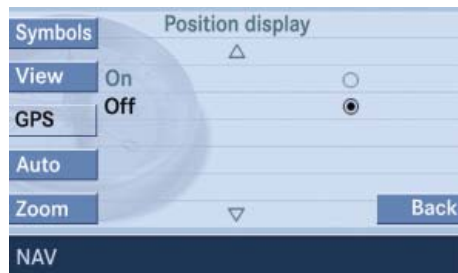 Position display
Symbols
View
On
Off
GPS
Auto
Zoom
Back
NAV